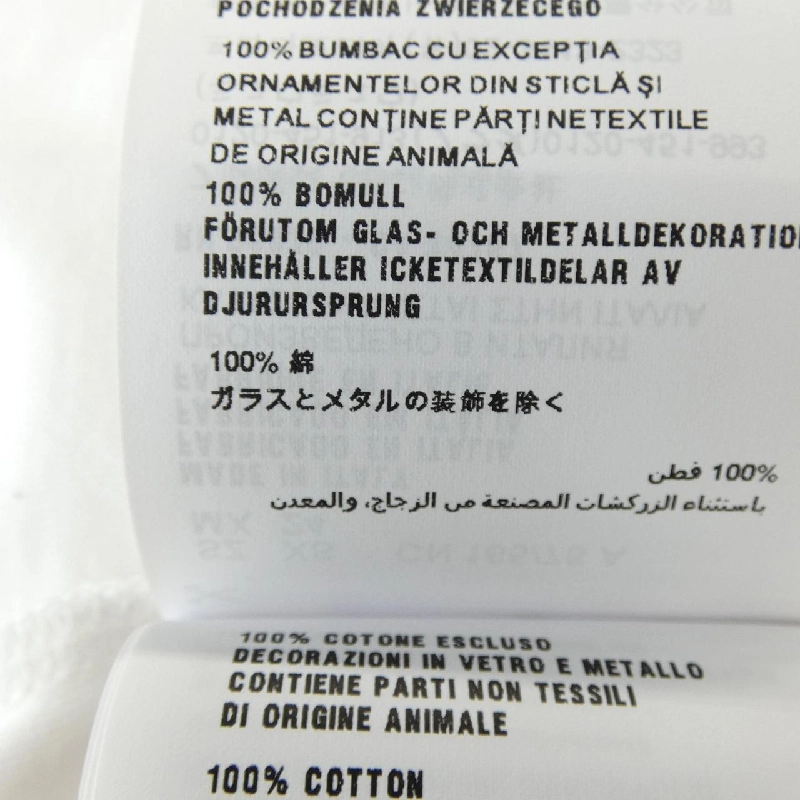 POCHODZENIA ZWIERZĘCEGO
100% BUMBAC CU EXCEPȚIA
ORNAMENTELOR DIN STICLĂ ȘI
METAL CONȚINE PĂRȚI NETEXTILE
DE ORIGINE ANIMALĂ
100% BOMULL
FÖRUTOM GLAS- OCH METALLDEKORATIO
INNEHÅLLER ICKETEXTILDELAR AV
DJURURSPRUNG
100% 綿
ガラスとメタルの装飾を除く
100% قطن
باستثناء الزركشات المصنعة من الزجاج، والمعدن
100% COTONE ESCLUSO
DECORAZIONI IN VETRO E METALLO
CONTIENE PARTI NON TESSILI
DI ORIGINE ANIMALE
100% COTTON